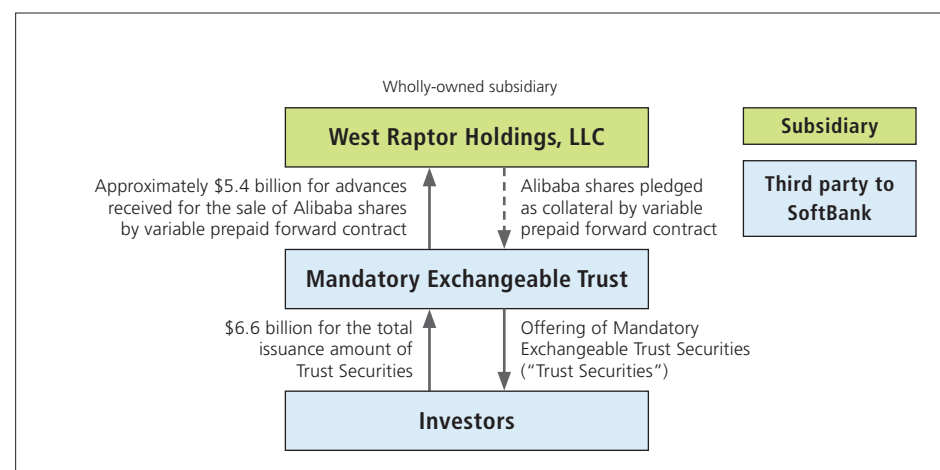 Wholly-owned subsidiary
West Raptor Holdings, LLC
Subsidiary
Approximately $5.4 billion for advances
received for the sale of Alibaba shares
by variable prepaid forward contract
Alibaba shares pledged
as collateral by variable
prepaid forward contract
Third party to
SoftBank
Mandatory Exchangeable Trust
$6.6 billion for the total
issuance amount of
Trust Securities
Offering of Mandatory
Exchangeable Trust Securities
(“Trust Securities”)
Investors